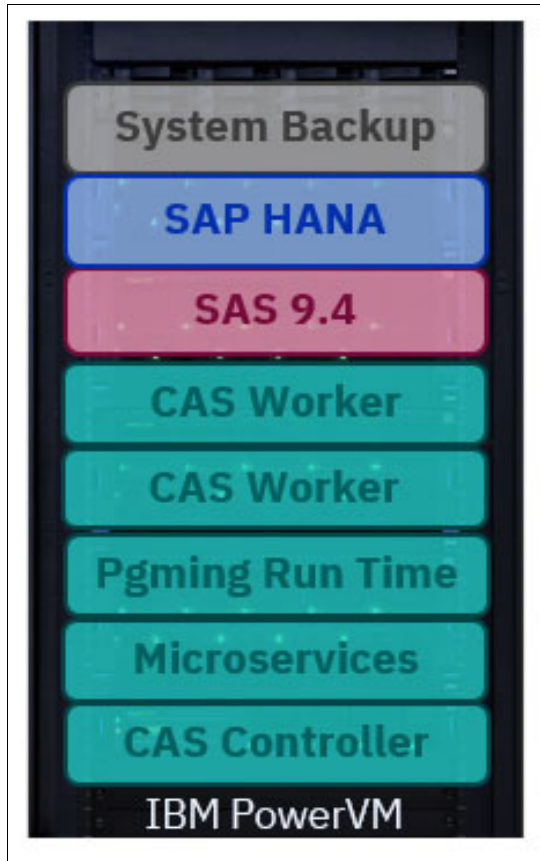 System Backup
SAP HANA
SAS 9.4
CAS Worker
CAS Worker
Pgming Run Time
Microservices
CAS Controller
IBM PowerVM